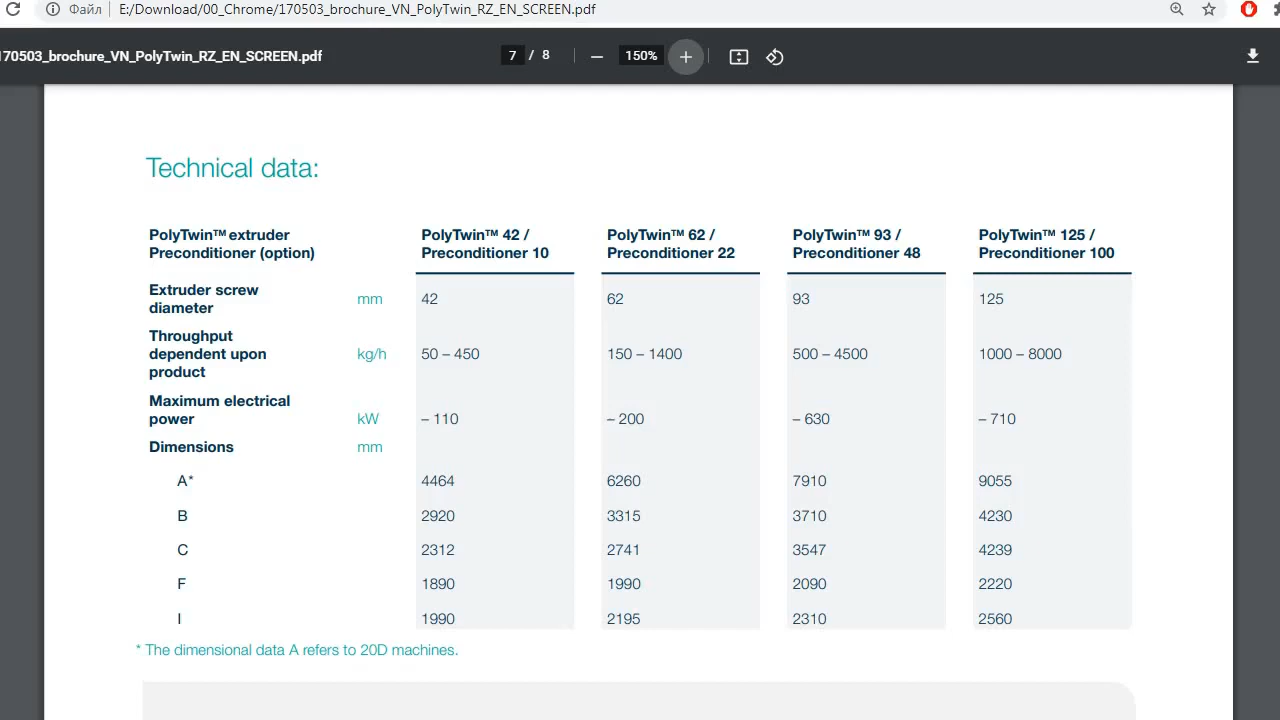 Файл | E:/Download/00_Chrome/170503_brochure_VN_PolyTwin_RZ_EN_SCREEN.pdf
170503_brochure_VN_PolyTwin_RZ_EN_SCREEN.pdf 7 / 8 − 150% +
Technical data:
PolyTwin™ extruder PolyTwin™ 42 / PolyTwin™ 62 / PolyTwin™ 93 / PolyTwin™ 125 /
Preconditioner (option) Preconditioner 10 Preconditioner 22 Preconditioner 48 Preconditioner 100
Extruder screw
diameter mm 42 62 93 125
Throughput
dependent upon kg/h 50 – 450 150 – 1400 500 – 4500 1000 – 8000
product
Maximum electrical
power kW – 110 – 200 – 630 – 710
Dimensions mm
A* 4464 6260 7910 9055
B 2920 3315 3710 4230
C 2312 2741 3547 4239
F 1890 1990 2090 2220
I 1990 2195 2310 2560
* The dimensional data A refers to 20D machines.